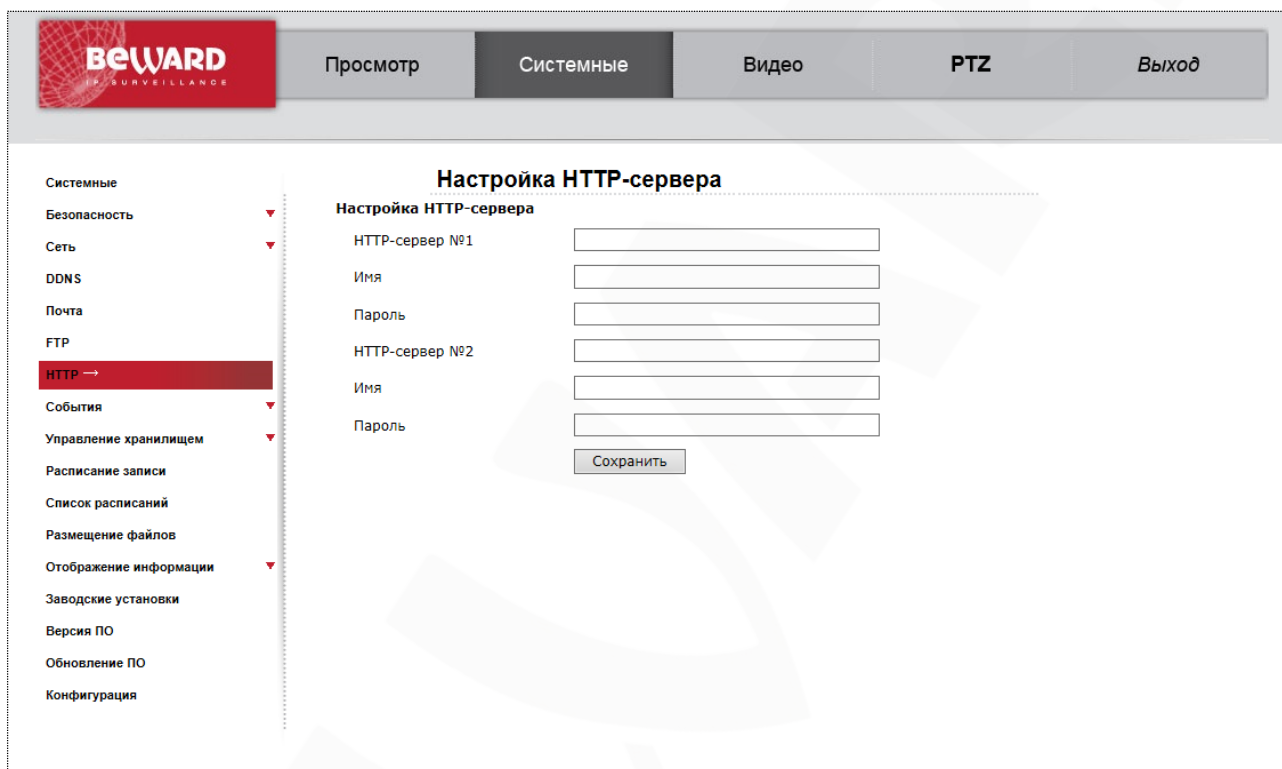 BEWARD
IP SURVEILLANCE
Просмотр
Системные
Видео
PTZ
Выход
Системные
Безопасность
Сеть
DDNS
Почта
FTP
HTTP →
События
Управление хранилищем
Расписание записи
Список расписаний
Размещение файлов
Отображение информации
Заводские установки
Версия ПО
Обновление ПО
Конфигурация
Настройка HTTP-сервера
Настройка HTTP-сервера
HTTP-сервер №1
Имя
Пароль
HTTP-сервер №2
Имя
Пароль
Сохранить